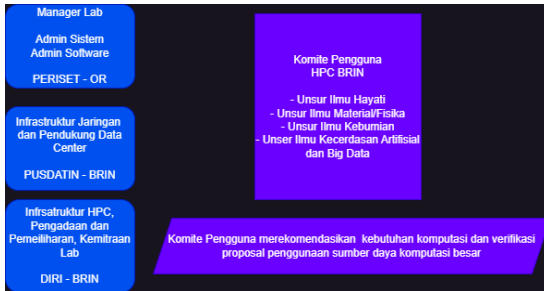 Manager Lab
Admin Sistem
Admin Software
PERISET - OR
Infrastruktur Jaringan
dan Pendukung Data
Center
PUSDATIN - BRIN
Infrsatruktur HPC,
Pengadaan dan
Pemeiliharan, Kemitraan
Lab
DIRI - BRIN
Komite Pengguna
HPC BRIN
- Unsur Ilmu Hayati
- Unsur Ilmu Material/Fisika
- Unsur Ilmu Kebumian
- Unser Ilmu Kecerdasan Artifisial
dan Big Data
Komite Pengguna merekomendasikan kebutuhan komputasi dan verifikasi
proposal penggunaan sumber daya komputasi besar